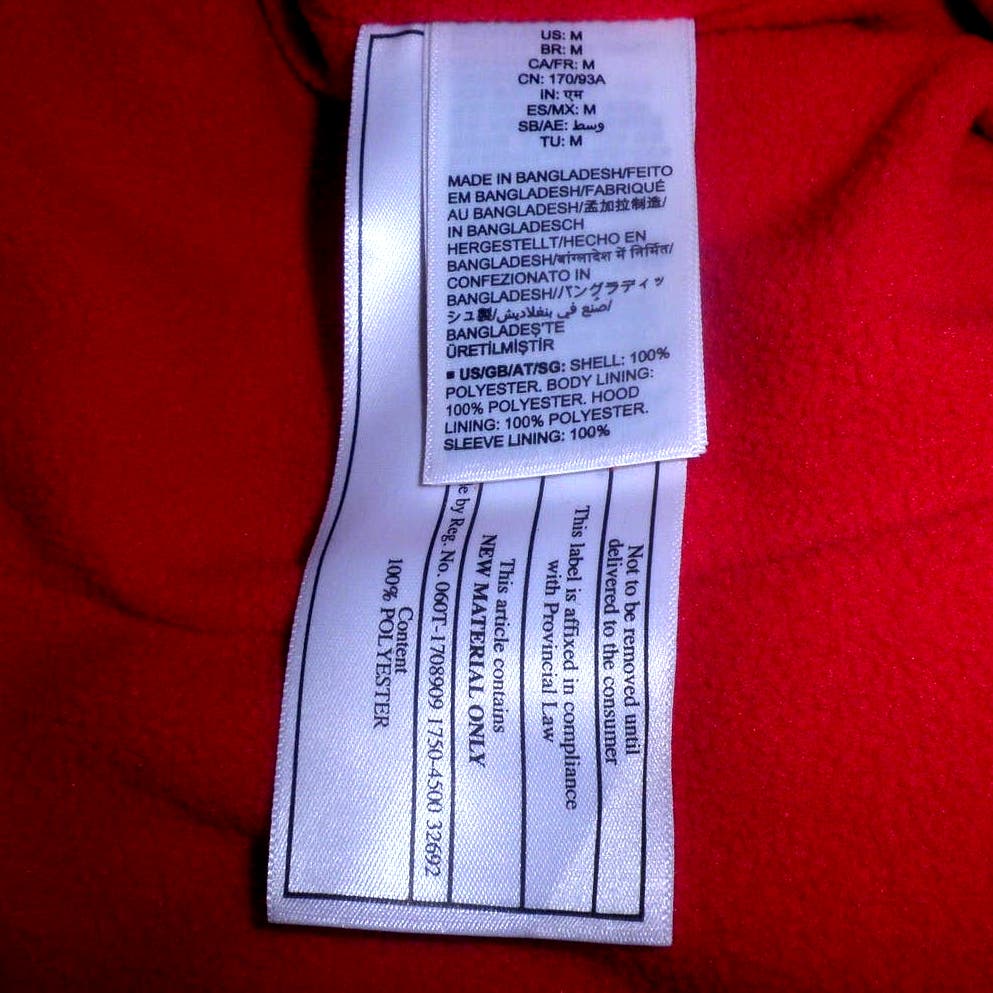 US: M
BR: M
CA/FR: M
CN: 170/93A
IN: एम
ES/MX: M
SB/AE: وسط
TU: M
MADE IN BANGLADESH/FEITO
EM BANGLADESH/FABRIQUÉ
AU BANGLADESH/孟加拉制造/
IN BANGLADESCH
HERGESTELLT/HECHO EN
BANGLADESH/बांग्लादेश में निर्मित/
CONFEZIONATO IN
BANGLADESH/バングラディッ
シュ製/صُنع في بنغلاديش/
BANGLADEŞ'TE
ÜRETİLMİŞTİR
■ US/GB/AT/SG: SHELL: 100%
POLYESTER. BODY LINING:
100% POLYESTER. HOOD
LINING: 100% POLYESTER.
SLEEVE LINING: 100%
Not to be removed until
delivered to the consumer
This label is affixed in compliance
with Provincial Law
This article contains
NEW MATERIAL ONLY
by Reg. No. 060T-1708909 1750-4500 32692
Content
100% POLYESTER